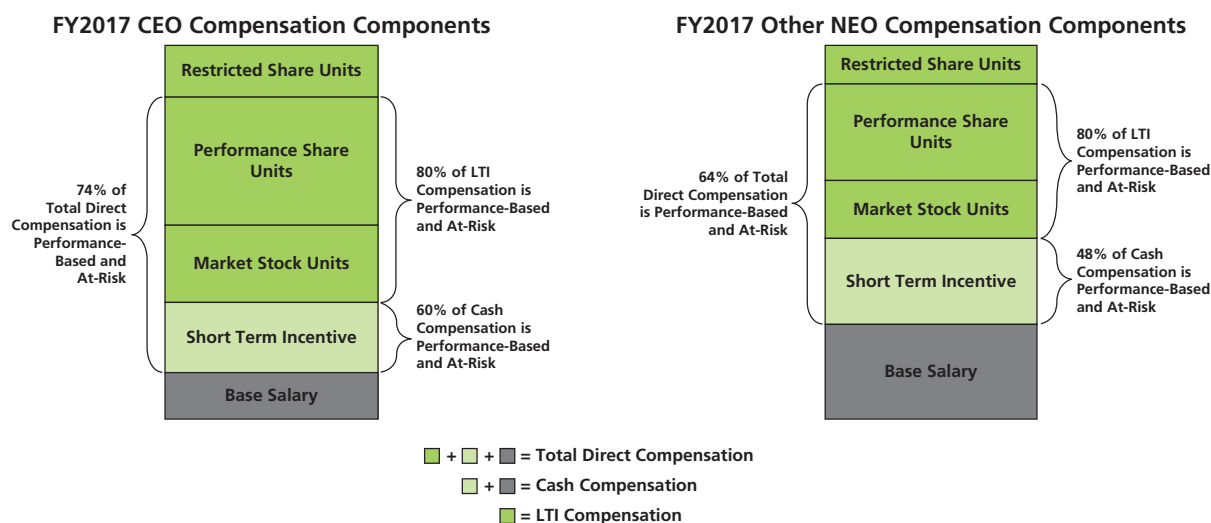 FY2017 CEO Compensation Components
Restricted Share Units
Performance Share
Units
Market Stock Units
Short Term Incentive
Base Salary
74% of
Total Direct
Compensation is
Performance-
Based and
At-Risk
80% of LTI
Compensation is
Performance-Based
and At-Risk
60% of Cash
Compensation is
Performance-Based
and At-Risk
FY2017 Other NEO Compensation Components
Restricted Share Units
Performance Share
Units
Market Stock Units
Short Term Incentive
Base Salary
64% of Total
Direct Compensation
is Performance-Based
and At-Risk
80% of LTI
Compensation is
Performance-Based
and At-Risk
48% of Cash
Compensation is
Performance-Based
and At-Risk
+ + = Total Direct Compensation
+ = Cash Compensation
= LTI Compensation